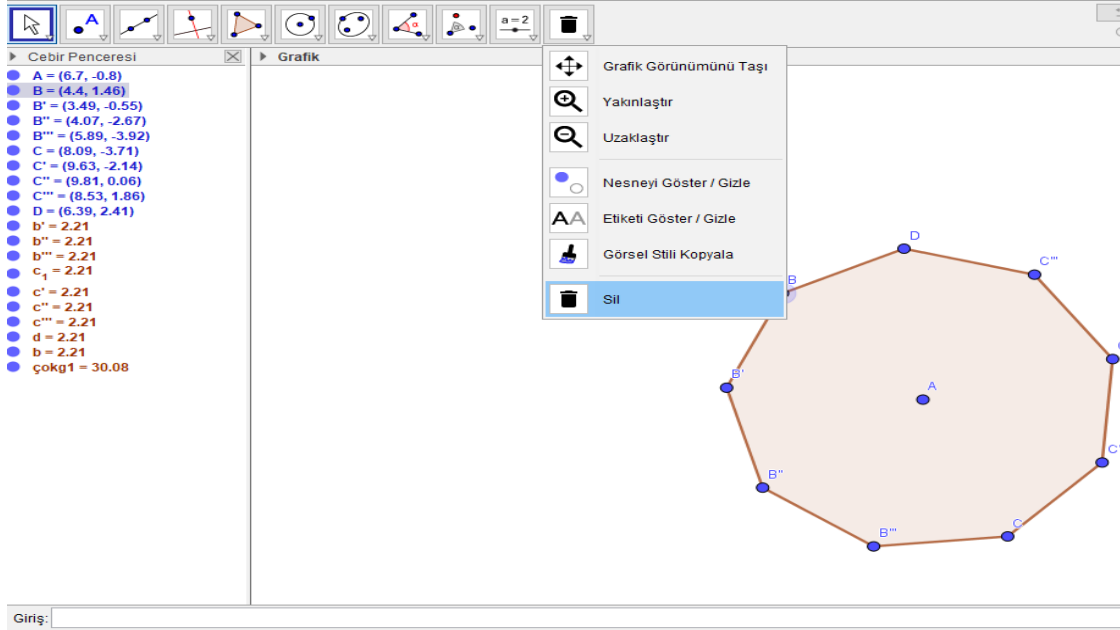 A
α
α
a = 2
Cebir Penceresi
Grafik
A = (6.7, -0.8)
B = (4.4, 1.46)
B' = (3.49, -0.55)
B'' = (4.07, -2.67)
B''' = (5.89, -3.92)
C = (8.09, -3.71)
C' = (9.63, -2.14)
C'' = (9.81, 0.06)
C''' = (8.53, 1.86)
D = (6.39, 2.41)
b' = 2.21
b'' = 2.21
b''' = 2.21
c₁ = 2.21
c' = 2.21
c'' = 2.21
c''' = 2.21
d = 2.21
b = 2.21
çokg1 = 30.08
Grafik Görünümünü Taşı
Yakınlaştır
Uzaklaştır
Nesneyi Göster / Gizle
AA Etiketi Göster / Gizle
Görsel Stili Kopyala
Sil
D
C'''
B
B'
A
B''
B'''
C
Giriş: